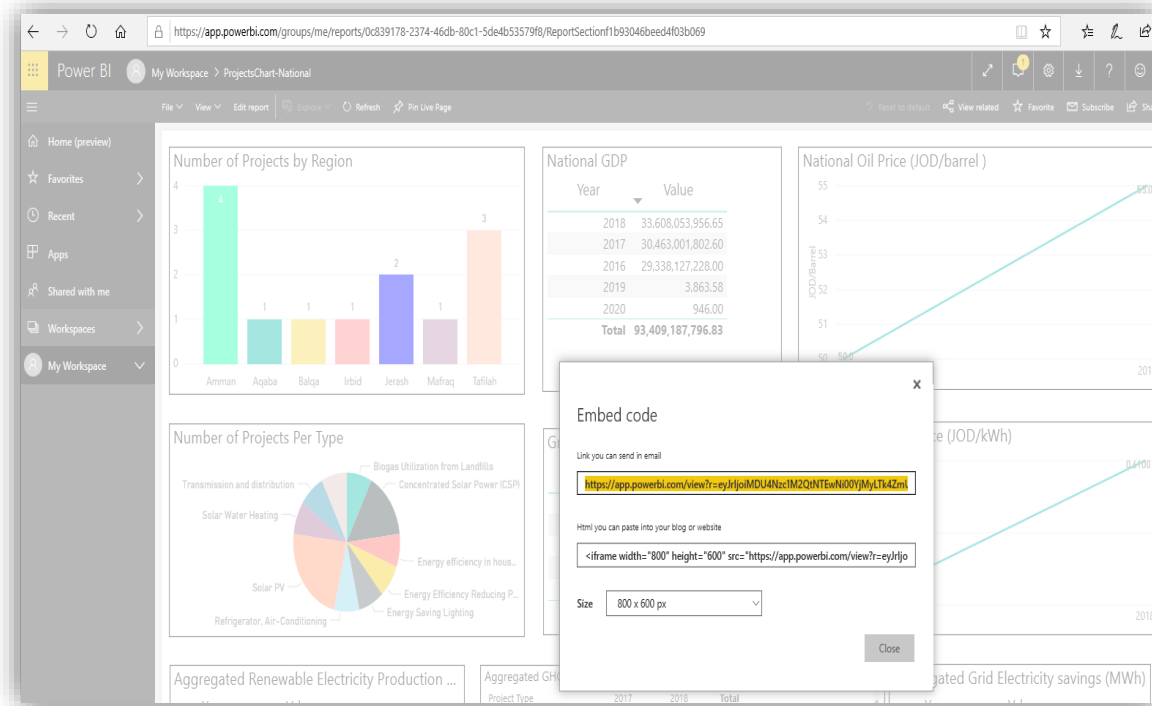 https://app.powerbi.com/groups/me/reports/0c839178-2374-46db-80c1-5de4b53579f8/ReportSectionf1b93046beed4f03b069
Power BI My Workspace > ProjectsChart-National
File View Edit report Explore Refresh Pin Live Page Reset to default View related Favorite Subscribe
Home (preview)
Favorites
Recent
Apps
Shared with me
Workspaces
My Workspace
Number of Projects by Region
4
3
2
1
0
4
1
1
1
2
1
3
Amman Aqaba Balqa Irbid Jerash Mafraq Tafilah
National GDP
Year Value
2018 33,608,053,956.65
2017 30,463,001,802.60
2016 29,338,127,228.00
2019 3,863.58
2020 946.00
Total 93,409,187,796.83
National Oil Price (JOD/barrel )
JOD/Barrel
55
54
53
52
51
50 50.0
Number of Projects Per Type
Biogas Utilization from Landfills
Transmission and distribution
Concentrated Solar Power (CSP)
Solar Water Heating
Energy efficiency in hous...
Solar PV
Energy Efficiency Reducing P...
Energy Saving Lighting
Refrigerator, Air-Conditioning
(JOD/kWh)
0.6100
2018
Embed code
Link you can send in email
https://app.powerbi.com/view?r=eyJrIjoiMDU4Nzc1M2QtNTEwNi00YjMyLTk4Zml
Html you can paste into your blog or website
<iframe width="800" height="600" src="https://app.powerbi.com/view?r=eyJrIjo
Size 800 x 600 px
Close
Aggregated Renewable Electricity Production ...
Aggregated
Project Type 2017 2018 Total
Grid Electricity savings (MWh)